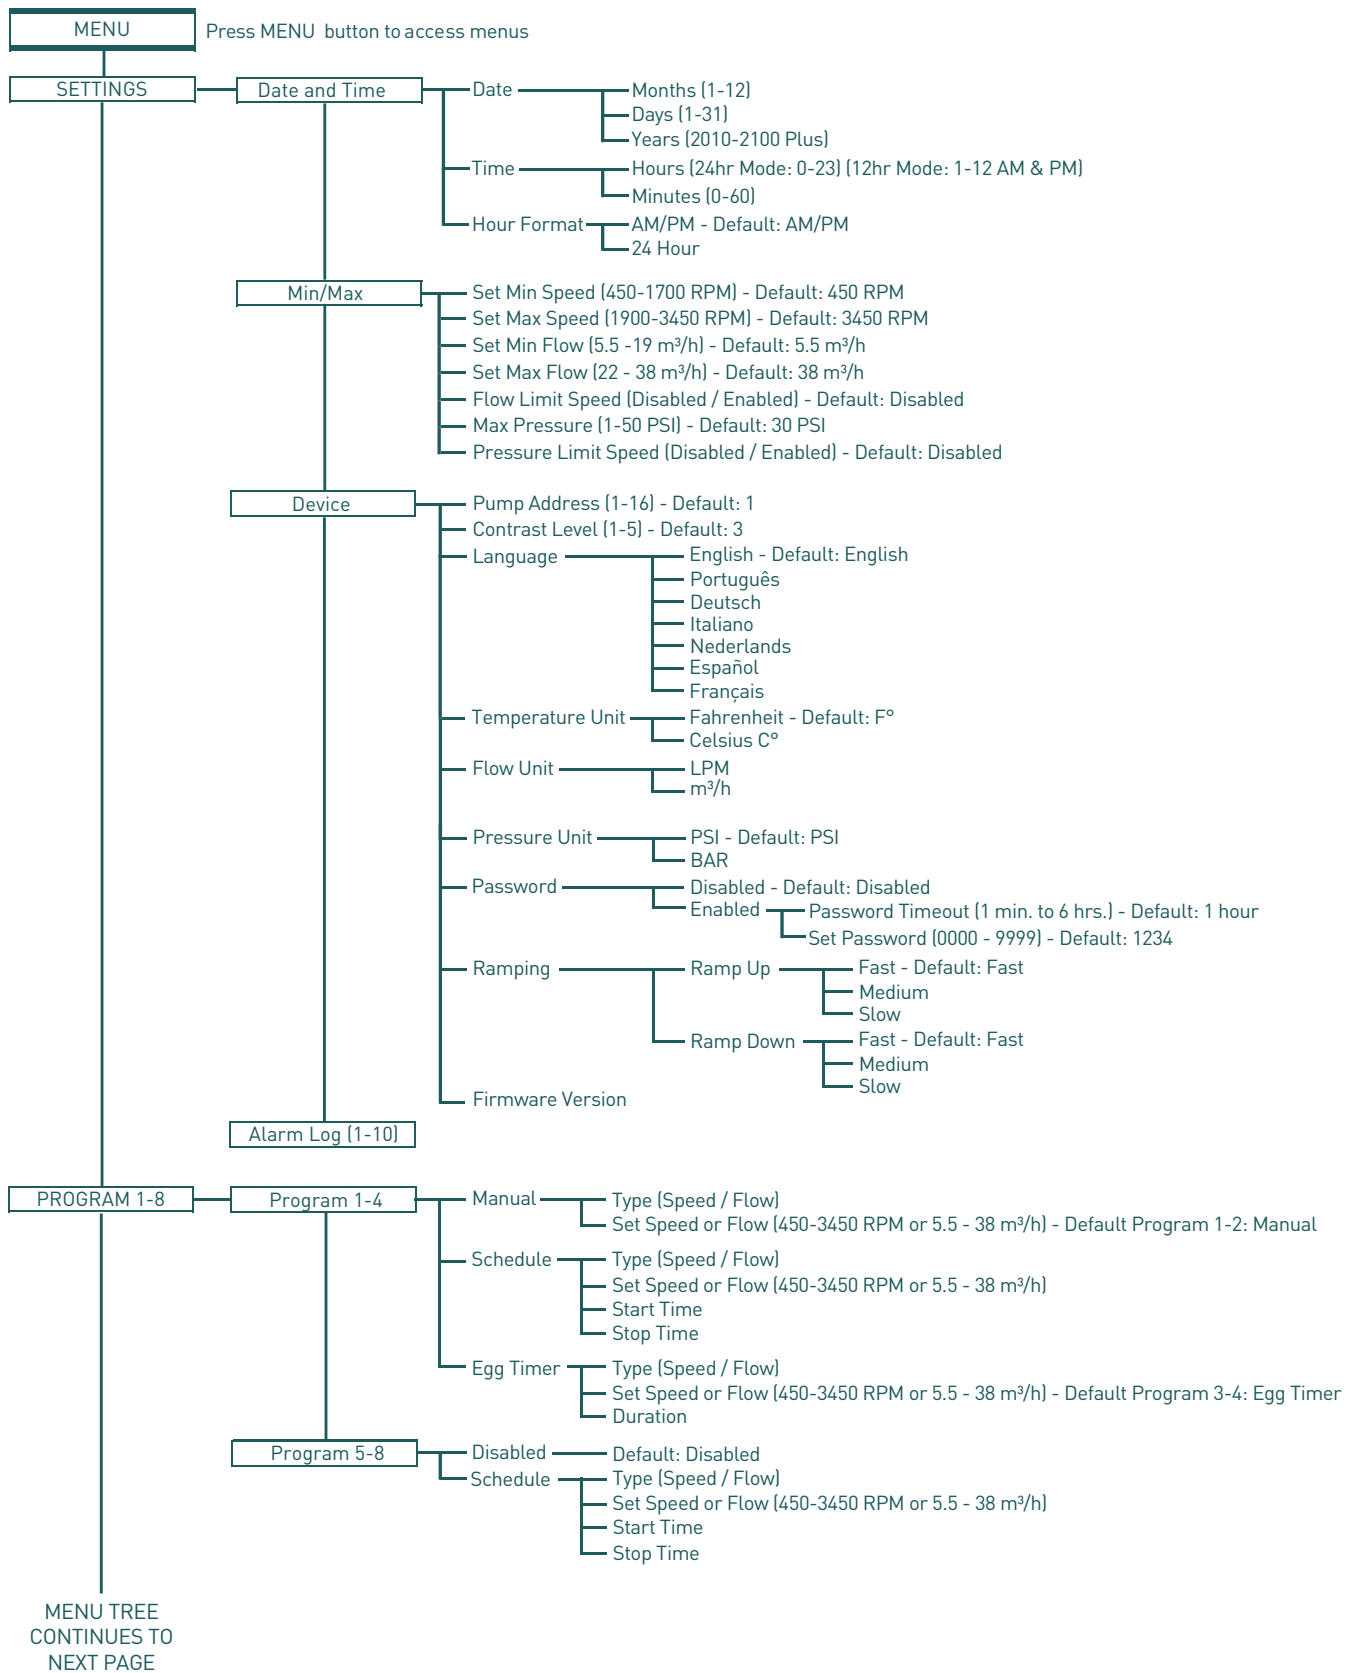 MENU
Press MENU button to access menus
SETTINGS
Date and Time
Date
Months (1-12)
Days (1-31)
Years (2010-2100 Plus)
Time
Hours (24hr Mode: 0-23) (12hr Mode: 1-12 AM & PM)
Minutes (0-60)
Hour Format
AM/PM - Default: AM/PM
24 Hour
Min/Max
Set Min Speed (450-1700 RPM) - Default: 450 RPM
Set Max Speed (1900-3450 RPM) - Default: 3450 RPM
Set Min Flow (5.5 -19 m³/h) - Default: 5.5 m³/h
Set Max Flow (22 - 38 m³/h) - Default: 38 m³/h
Flow Limit Speed (Disabled / Enabled) - Default: Disabled
Max Pressure (1-50 PSI) - Default: 30 PSI
Pressure Limit Speed (Disabled / Enabled) - Default: Disabled
Device
Pump Address (1-16) - Default: 1
Contrast Level (1-5) - Default: 3
Language
English - Default: English
Português
Deutsch
Italiano
Nederlands
Español
Français
Temperature Unit
Fahrenheit - Default: F°
Celsius C°
Flow Unit
LPM
m³/h
Pressure Unit
PSI - Default: PSI
BAR
Password
Disabled - Default: Disabled
Enabled
Password Timeout (1 min. to 6 hrs.) - Default: 1 hour
Set Password (0000 - 9999) - Default: 1234
Ramping
Ramp Up
Fast - Default: Fast
Medium
Slow
Ramp Down
Fast - Default: Fast
Medium
Slow
Firmware Version
Alarm Log (1-10)
PROGRAM 1-8
Program 1-4
Manual
Type (Speed / Flow)
Set Speed or Flow (450-3450 RPM or 5.5 - 38 m³/h) - Default Program 1-2: Manual
Schedule
Type (Speed / Flow)
Set Speed or Flow (450-3450 RPM or 5.5 - 38 m³/h)
Start Time
Stop Time
Egg Timer
Type (Speed / Flow)
Set Speed or Flow (450-3450 RPM or 5.5 - 38 m³/h) - Default Program 3-4: Egg Timer
Duration
Program 5-8
Disabled
Default: Disabled
Schedule
Type (Speed / Flow)
Set Speed or Flow (450-3450 RPM or 5.5 - 38 m³/h)
Start Time
Stop Time
MENU TREE
CONTINUES TO
NEXT PAGE